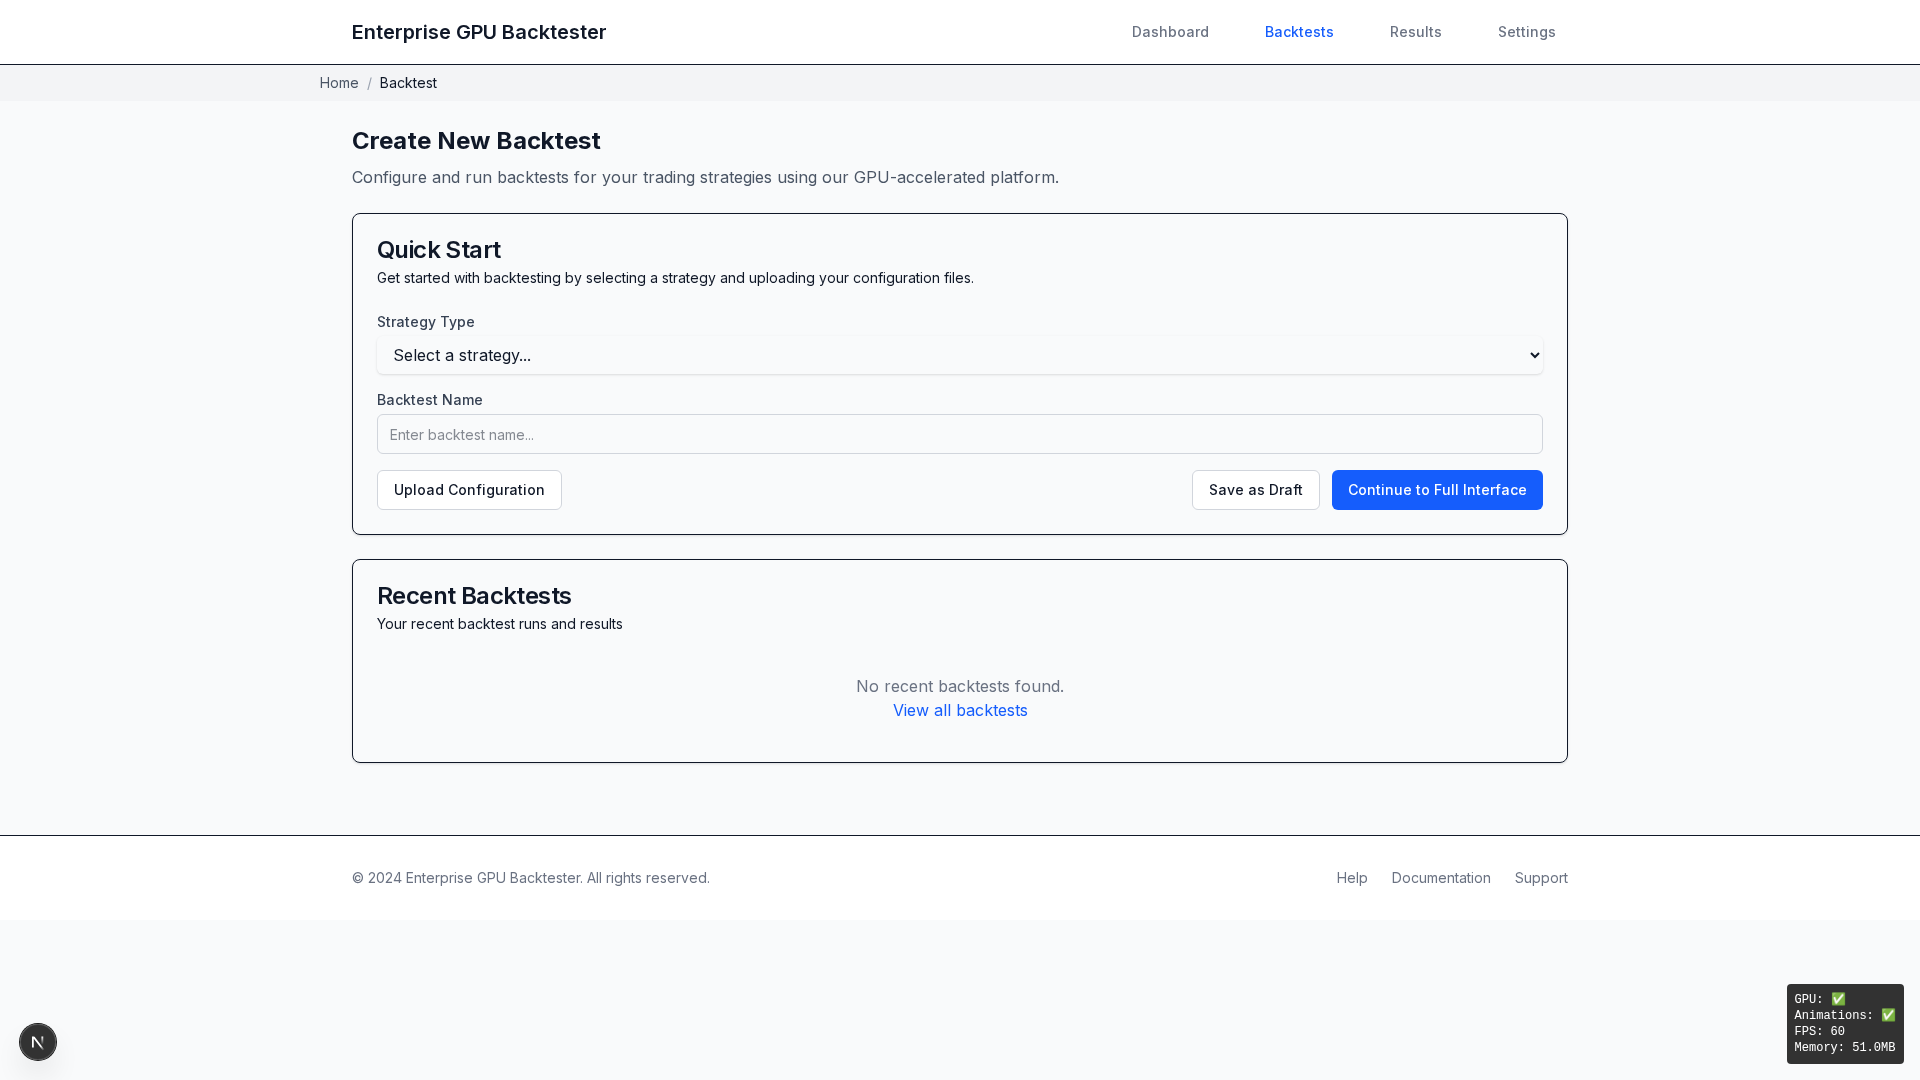 Enterprise GPU Backtester
Dashboard
Backtests
Results
Settings
Home / Backtest
Create New Backtest
Configure and run backtests for your trading strategies using our GPU-accelerated platform.
Quick Start
Get started with backtesting by selecting a strategy and uploading your configuration files.
Strategy Type
Select a strategy...
Backtest Name
Enter backtest name...
Upload Configuration
Save as Draft
Continue to Full Interface
Recent Backtests
Your recent backtest runs and results
No recent backtests found.
View all backtests
© 2024 Enterprise GPU Backtester. All rights reserved.
Help
Documentation
Support
N
GPU: ✅
Animations: ✅
FPS: 60
Memory: 51.0MB